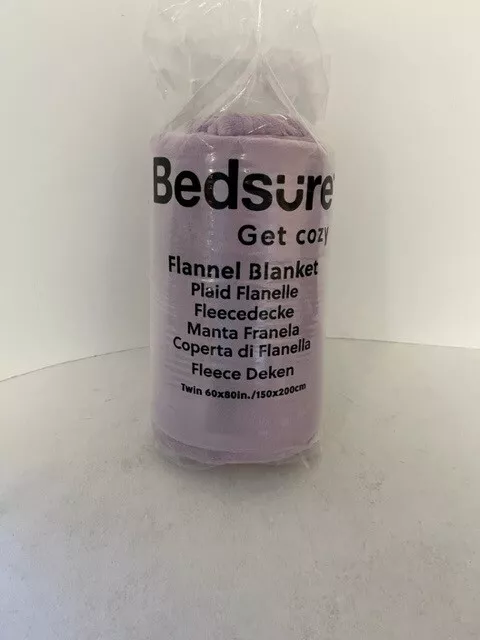 Bedsure
Get cozy
Flannel Blanket
Plaid Flanelle
Fleecedecke
Manta Franela
Coperta di Flanella
Fleece Deken
Twin 60x80in./150x200cm